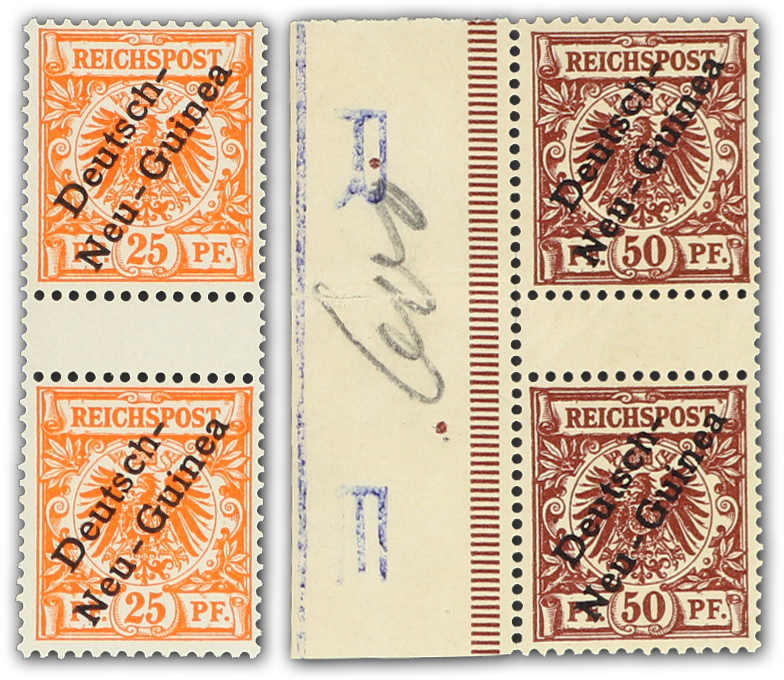 REICHSPOST
Deutsch-
Neu-Guinea
25 PF.
REICHSPOST
Deutsch-
Neu-Guinea
25 PF.
REICHSPOST
Deutsch-
Neu-Guinea
50 PF.
REICHSPOST
Deutsch-
Neu-Guinea
50 PF.